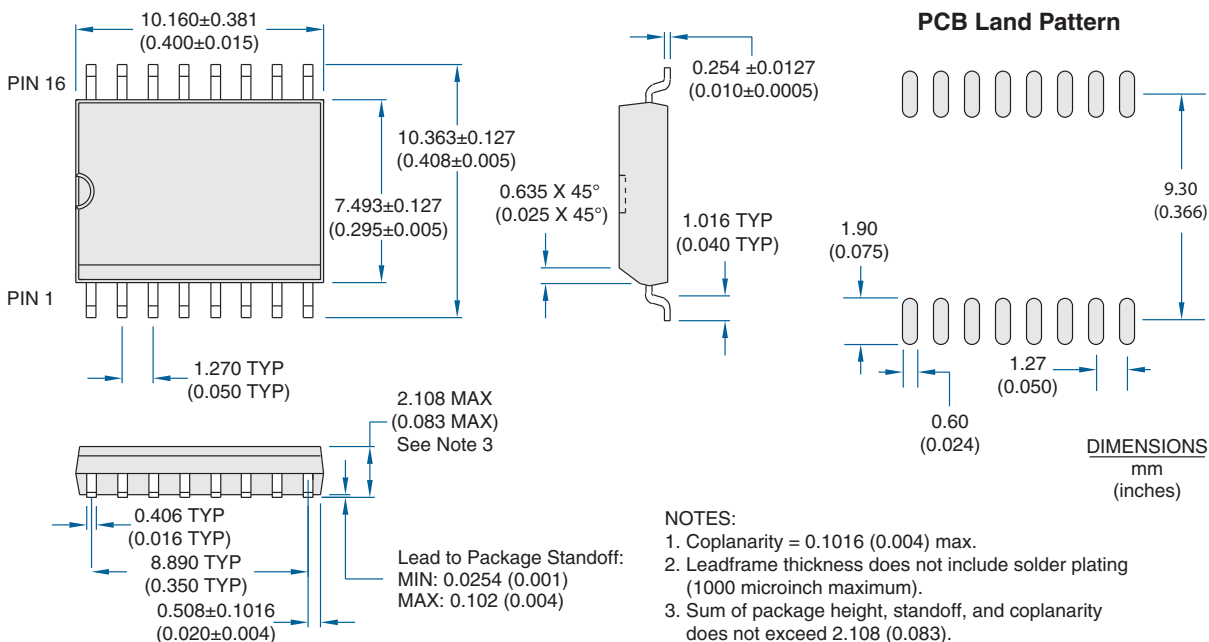 10.160±0.381
(0.400±0.015)
PIN 16
10.363±0.127
(0.408±0.005)
7.493±0.127
(0.295±0.005)
PIN 1
1.270 TYP
(0.050 TYP)
0.254 ±0.0127
(0.010±0.0005)
0.635 X 45°
(0.025 X 45°)
1.016 TYP
(0.040 TYP)
PCB Land Pattern
9.30
(0.366)
1.90
(0.075)
1.27
(0.050)
0.60
(0.024)
DIMENSIONS
mm
(inches)
2.108 MAX
(0.083 MAX)
See Note 3
0.406 TYP
(0.016 TYP)
8.890 TYP
(0.350 TYP)
0.508±0.1016
(0.020±0.004)
Lead to Package Standoff:
MIN: 0.0254 (0.001)
MAX: 0.102 (0.004)
NOTES:
1. Coplanarity = 0.1016 (0.004) max.
2. Leadframe thickness does not include solder plating
(1000 microinch maximum).
3. Sum of package height, standoff, and coplanarity
does not exceed 2.108 (0.083).